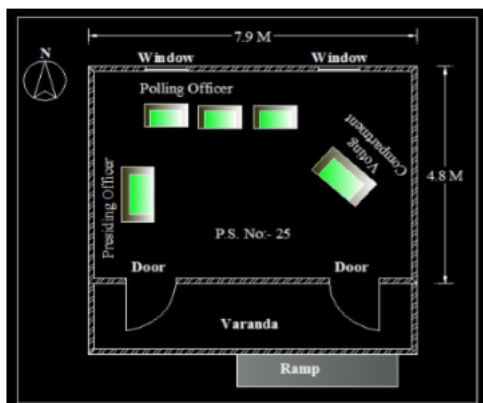 7.9 M
N
Window
Window
Polling Officer
Voting
Compartment
4.8 M
Presiding Officer
P.S. No:- 25
Door
Door
Varanda
Ramp